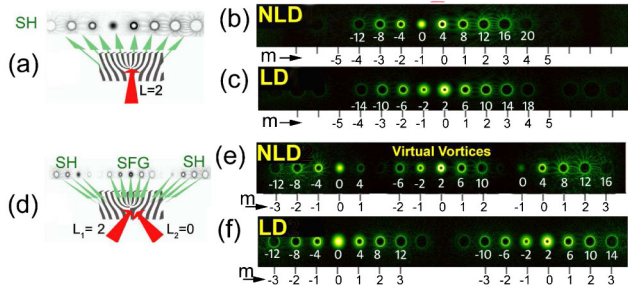 SH
(a)
L=2
(b)
NLD
-12 -8 -4 0 4 8 12 16 20
m -5 -4 -3 -2 -1 0 1 2 3 4 5
(c)
LD
-14 -10 -6 -2 2 6 10 14 18
m -5 -4 -3 -2 -1 0 1 2 3 4 5
SH SFG SH
(d)
L1= 2 L2=0
(e)
NLD
Virtual Vortices
-12 -8 -4 0 4 -6 -2 2 6 10 0 4 8 12 16
m -3 -2 -1 0 1 -2 -1 0 1 2 -1 0 1 2 3
(f)
LD
-12 -8 -4 0 4 8 12 -10 -6 -2 2 6 10 14
m -3 -2 -1 0 1 2 3 -3 -2 -1 0 1 2 3